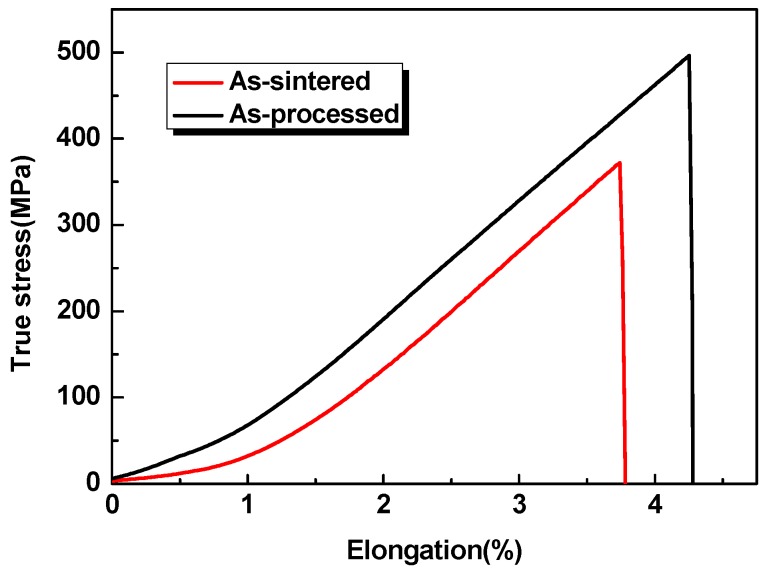 As-sintered
As-processed
True stress(MPa)
500
400
300
200
100
0
0 1 2 3 4
Elongation(%)